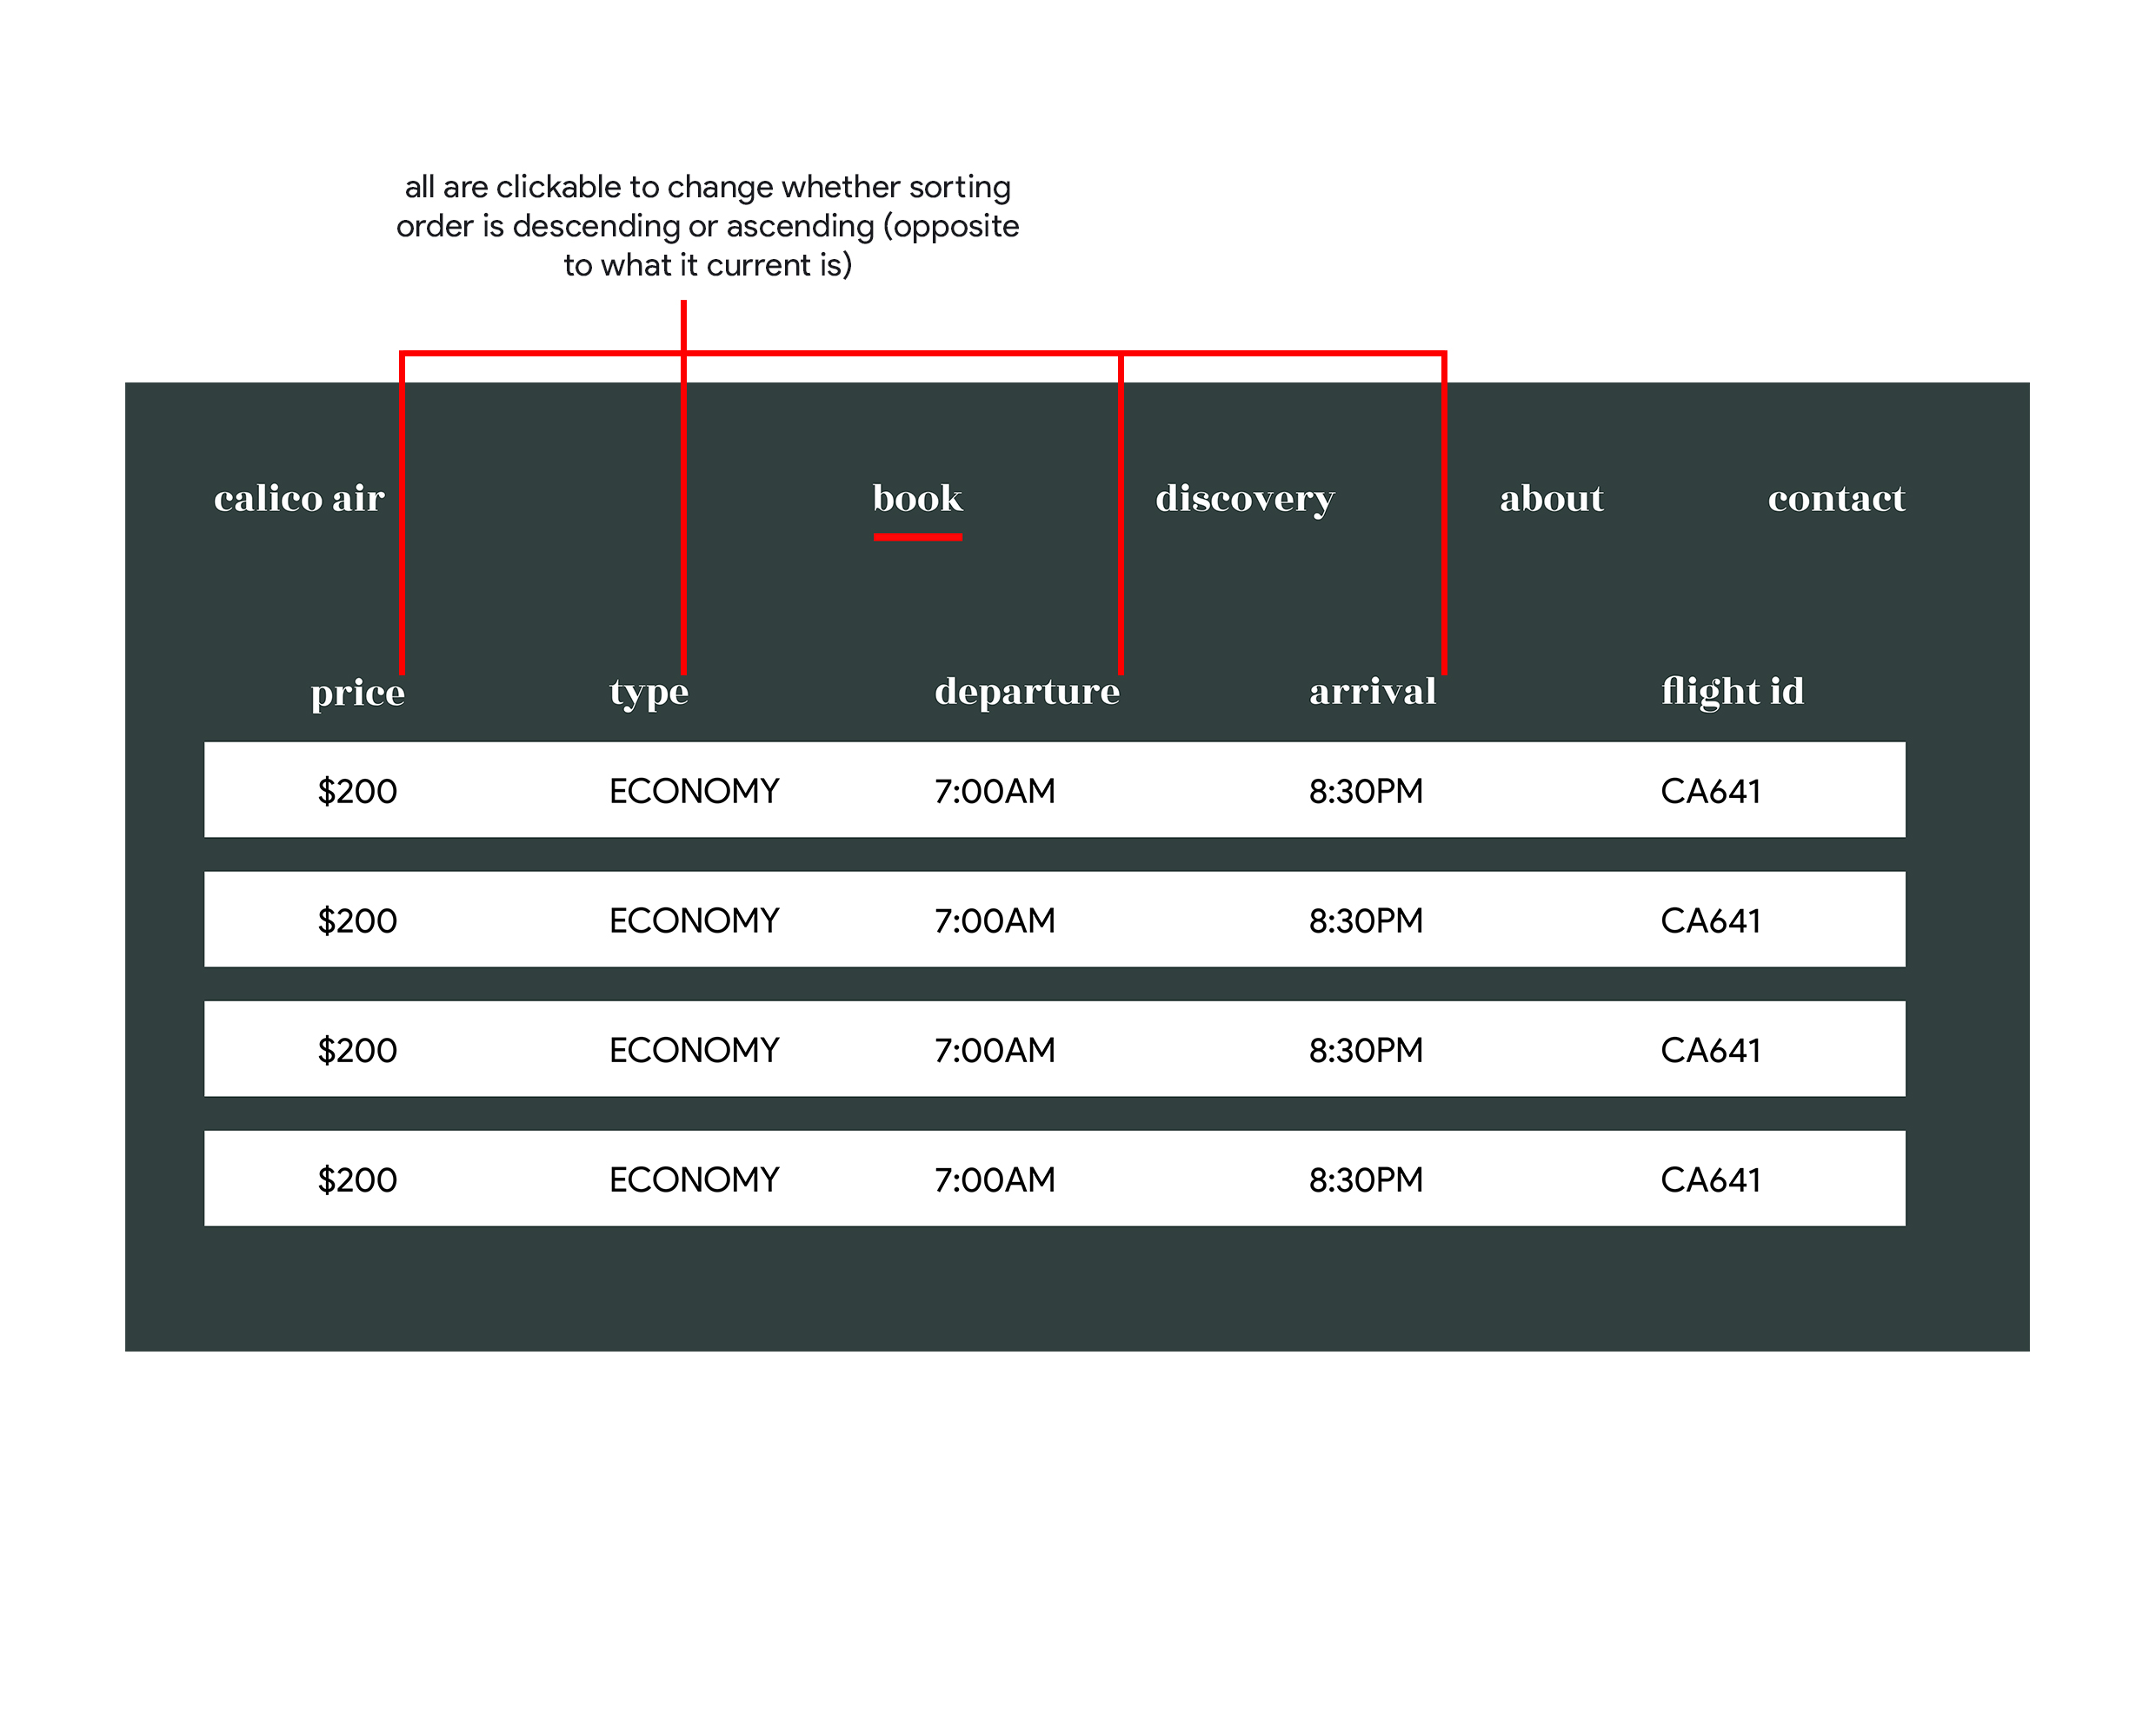 all are clickable to change whether sorting
order is descending or ascending (opposite
to what it current is)
calico air book discovery about contact
price type departure arrival flight id
$200 ECONOMY 7:00AM 8:30PM CA641
$200 ECONOMY 7:00AM 8:30PM CA641
$200 ECONOMY 7:00AM 8:30PM CA641
$200 ECONOMY 7:00AM 8:30PM CA641